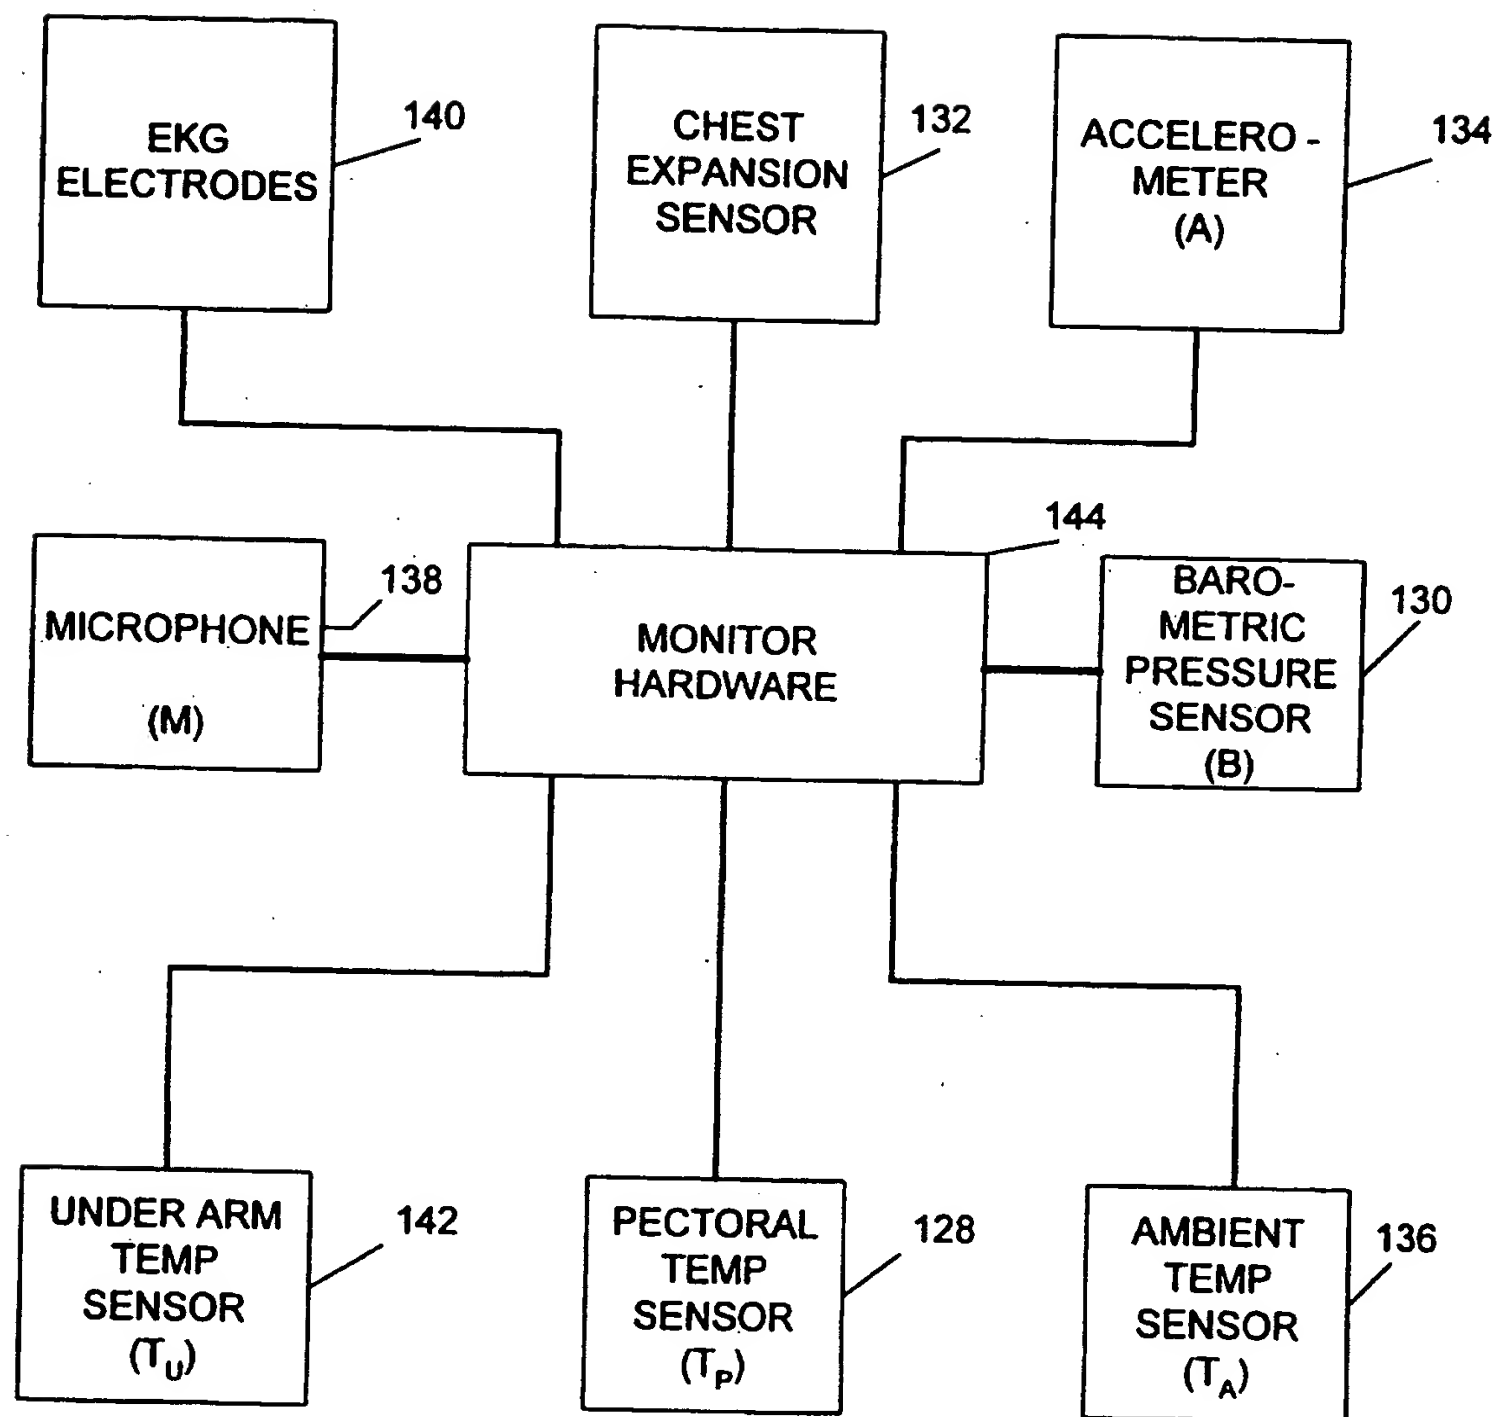 EKG
ELECTRODES
140
CHEST
EXPANSION
SENSOR
132
ACCELERO -
METER
(A)
134
MICROPHONE
(M)
138
MONITOR
HARDWARE
144
BARO-
METRIC
PRESSURE
SENSOR
(B)
130
UNDER ARM
TEMP
SENSOR
(TU)
142
PECTORAL
TEMP
SENSOR
(TP)
128
AMBIENT
TEMP
SENSOR
(TA)
136